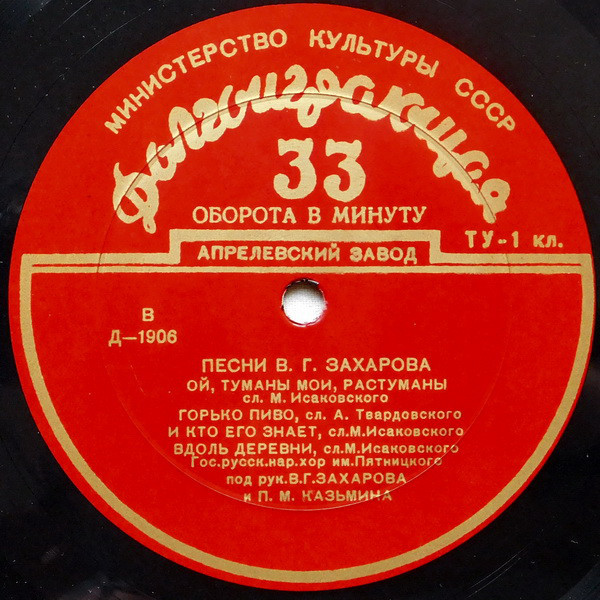 МИНИСТЕРСТВО КУЛЬТУРЫ СССР
Долгоиграющая
33
ОБОРОТА В МИНУТУ
ТУ-1 кл.
АПРЕЛЕВСКИЙ ЗАВОД
В
Д—1906
ПЕСНИ В. Г. ЗАХАРОВА
ОЙ, ТУМАНЫ МОИ, РАСТУМАНЫ
сл. М. Исаковского
ГОРЬКО ПИВО, сл. А. Твардовского
И КТО ЕГО ЗНАЕТ, сл.М.Исаковского
ВДОЛЬ ДЕРЕВНИ, сл.М.Исаковского
Гос.русск.нар.хор им.Пятницкого
под рук.В.Г.ЗАХАРОВА
и П. М. КАЗЬМИНА